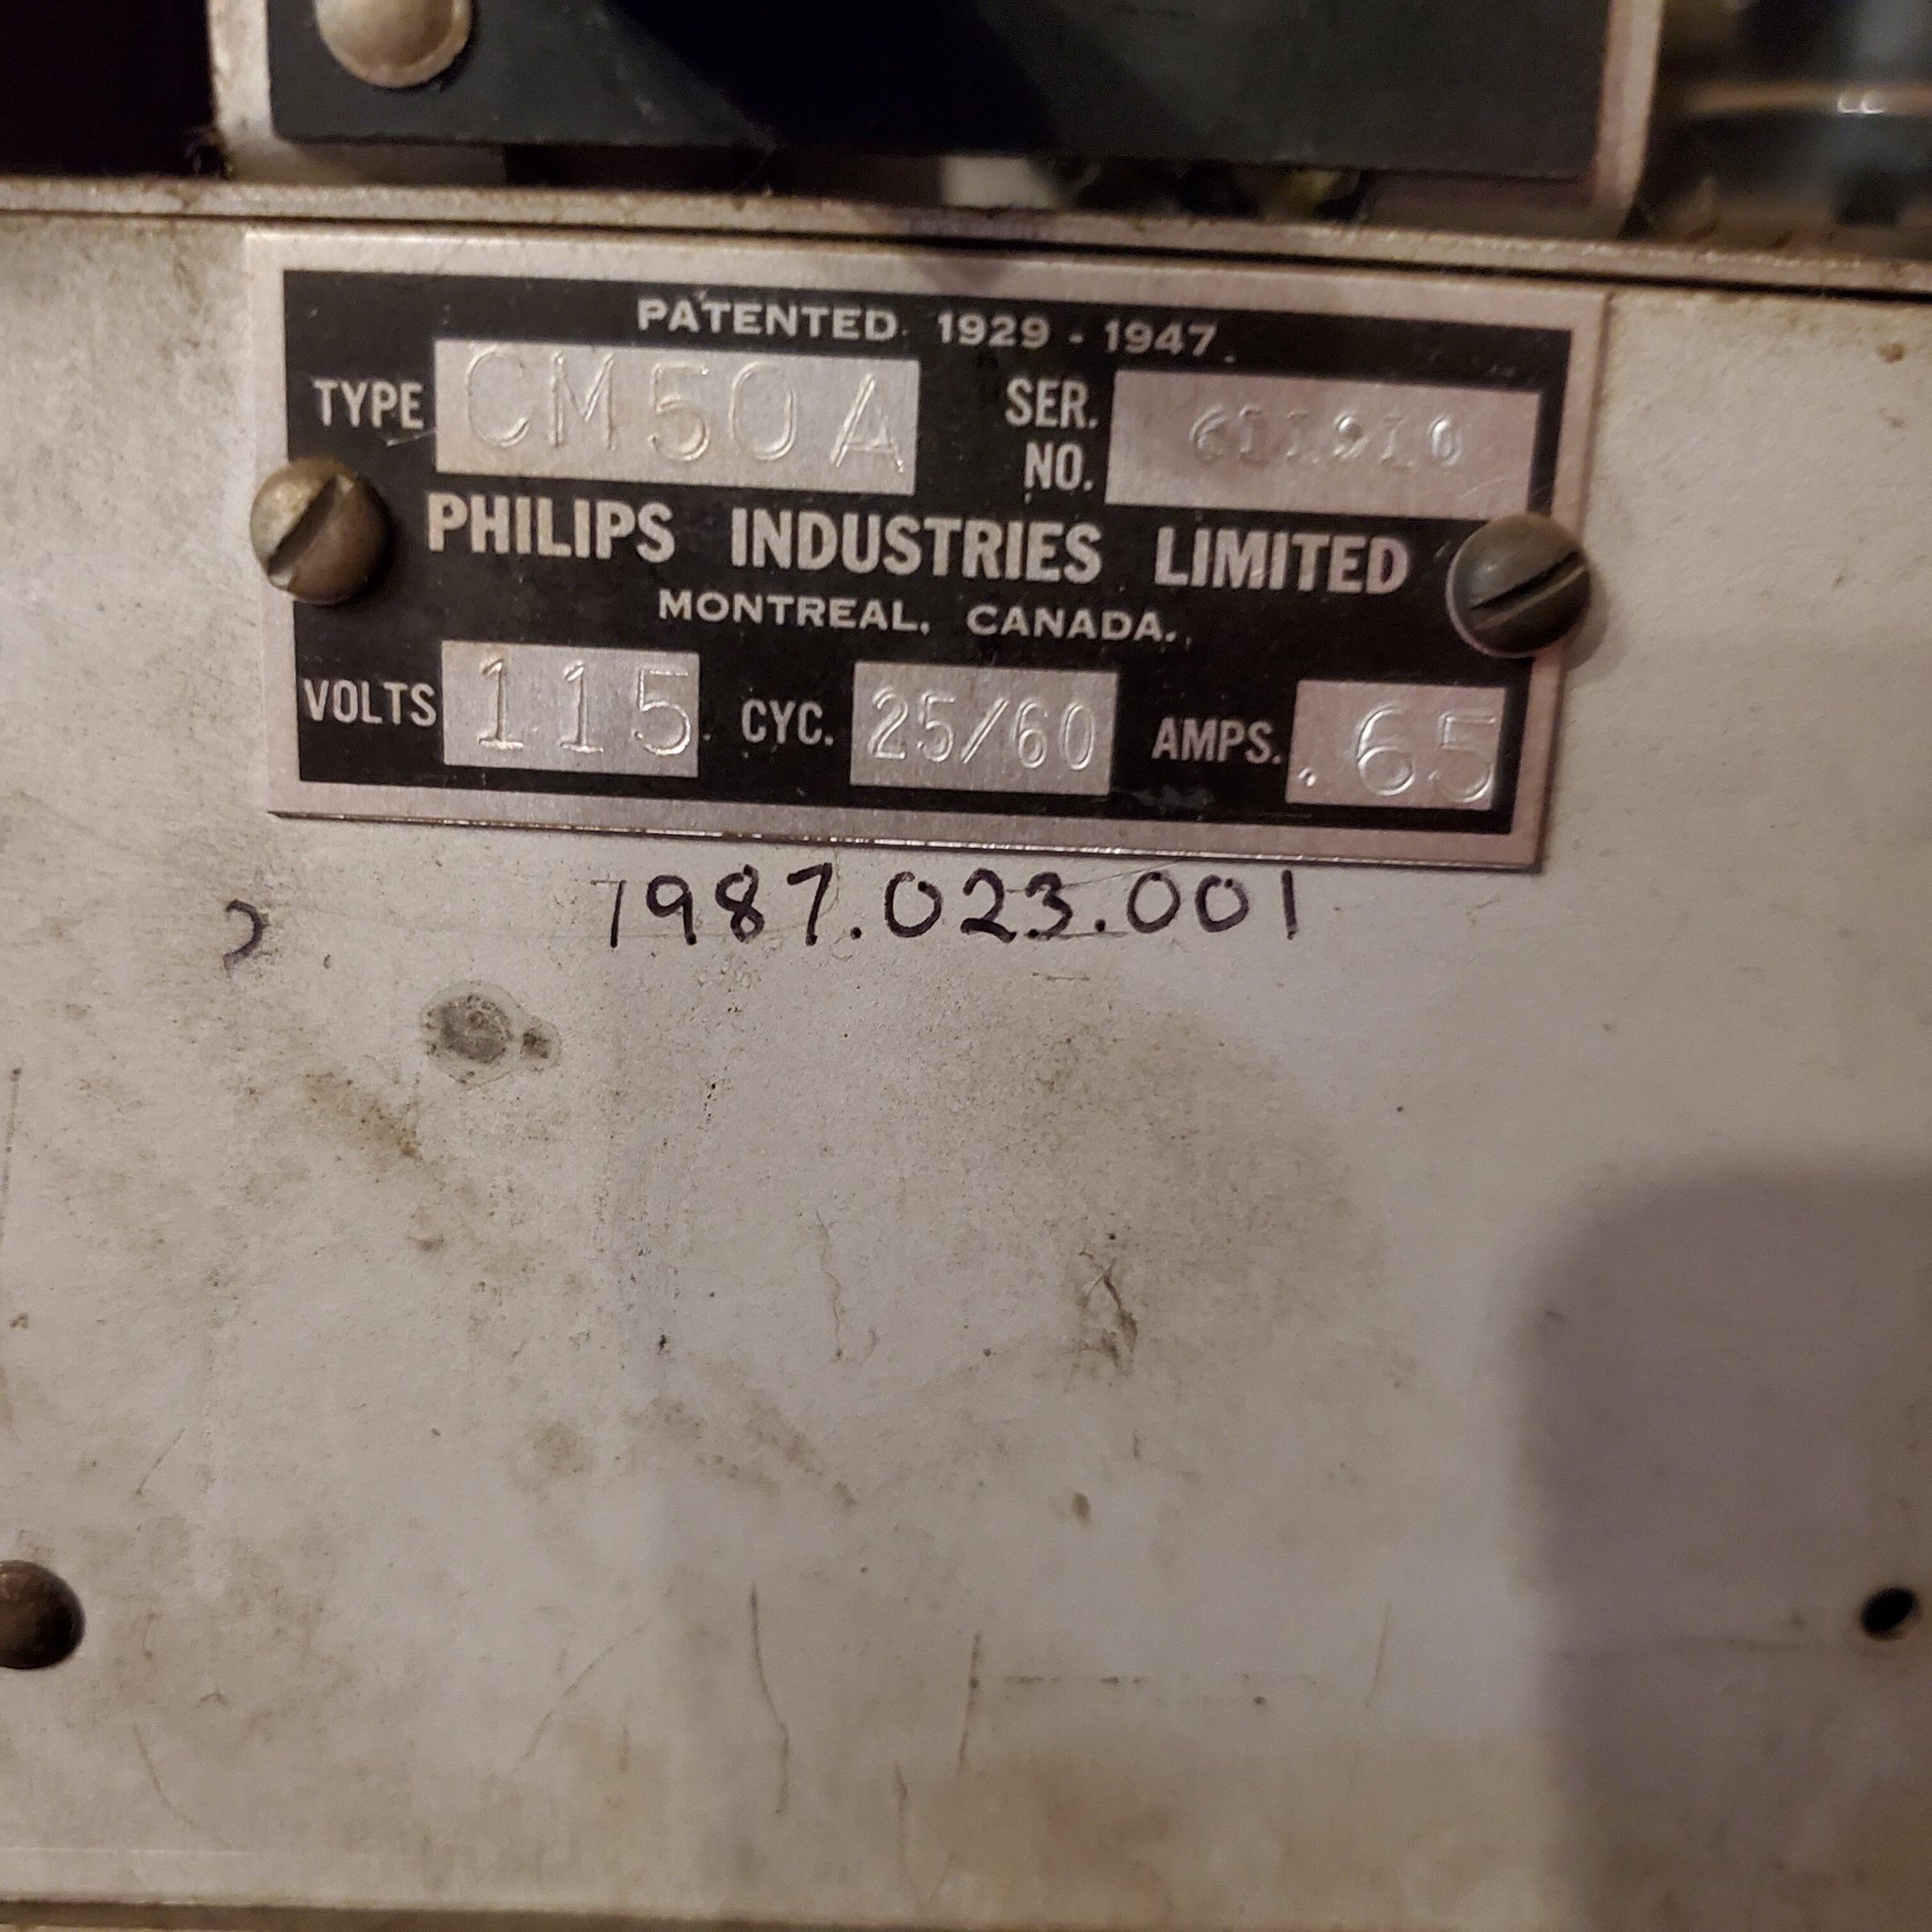 PATENTED 1929 - 1947.
TYPE CM50A SER. NO. 611910
PHILIPS INDUSTRIES LIMITED
MONTREAL, CANADA.
VOLTS 115 CYC. 25/60 AMPS. .65
1987.023.001